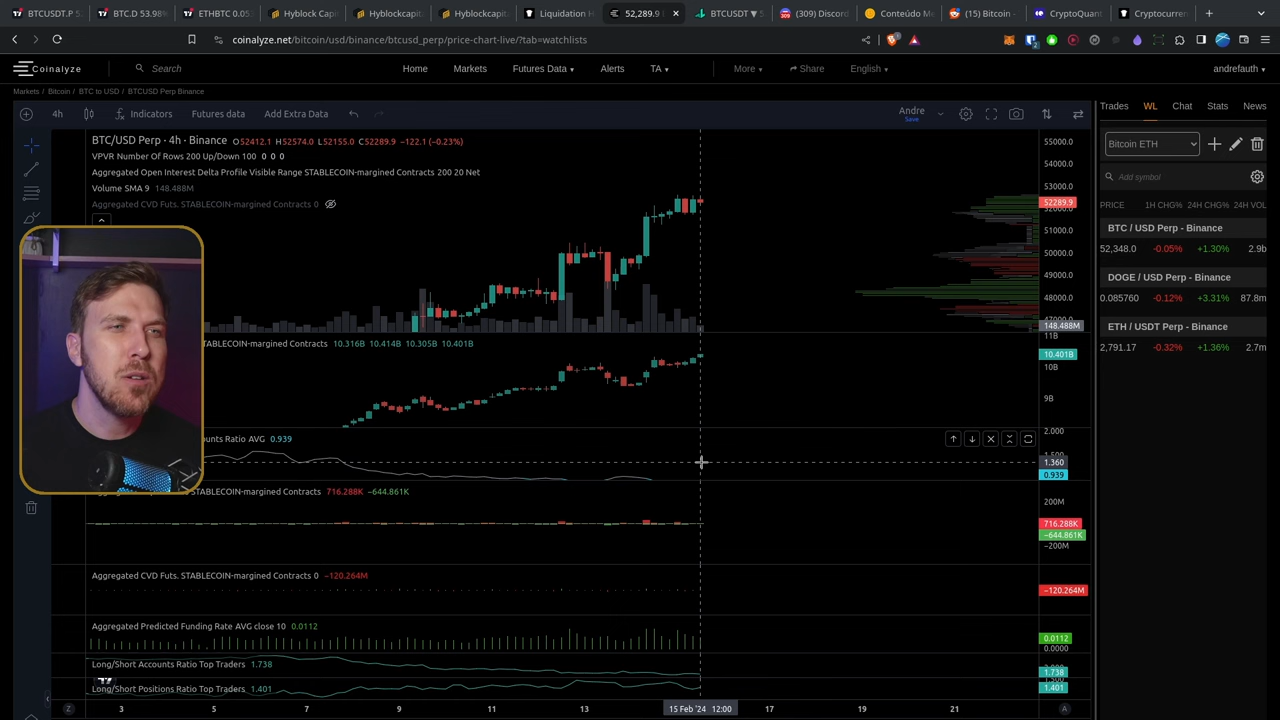 BTCUSDT.P 5
BTC.D 53.98%
ETHBTC 0.05
Hyblock Capi
Hyblockcapit
Hyblockcapit
Liquidation H
52,289.9
BTCUSDT ▼ 5
(309) Discord
Conteúdo Me
(15) Bitcoin -
CryptoQuant
Cryptocurren
coinalyze.net/bitcoin/usd/binance/btcusd_perp/price-chart-live/?tab=watchlists
Coinalyze
Search
Home
Markets
Futures Data
Alerts
TA
More
Share
English
andrefauth
Markets / Bitcoin / BTC to USD / BTCUSD Perp Binance
4h
Indicators
Futures data
Add Extra Data
Andre
Save
BTC/USD Perp · 4h · Binance O52412.1 H52574.0 L52155.0 C52289.9 −122.1 (−0.23%)
VPVR Number Of Rows 200 Up/Down 100 0 0 0
Aggregated Open Interest Delta Profile Visible Range STABLECOIN-margined Contracts 200 20 Net
Volume SMA 9 148.488M
Aggregated CVD Futs. STABLECOIN-margined Contracts 0
55000.0
54000.0
53000.0
52289.9
52000.0
51000.0
50000.0
49000.0
48000.0
148.488M
STABLECOIN-margined Contracts 10.316B 10.414B 10.305B 10.401B
11B
10.401B
10B
9B
ounts Ratio AVG 0.939
2.000
1.360
0.939
STABLECOIN-margined Contracts 716.288K −644.861K
200M
716.288K
−644.861K
−200M
Aggregated CVD Futs. STABLECOIN-margined Contracts 0 −120.264M
−120.264M
Aggregated Predicted Funding Rate AVG close 10 0.0112
0.0112
0.0000
Long/Short Accounts Ratio Top Traders 1.738
1.738
Long/Short Positions Ratio Top Traders 1.401
1.401
Z
3
5
7
9
11
13
15 Feb '24 12:00
17
19
21
A
Trades
WL
Chat
Stats
News
Bitcoin ETH
Add symbol
PRICE 1H CHG% 24H CHG% 24H VOL
BTC / USD Perp - Binance
52,348.0 -0.05% +1.30% 2.9b
DOGE / USD Perp - Binance
0.085760 -0.12% +3.31% 87.8m
ETH / USDT Perp - Binance
2,791.17 -0.32% +1.36% 2.7m